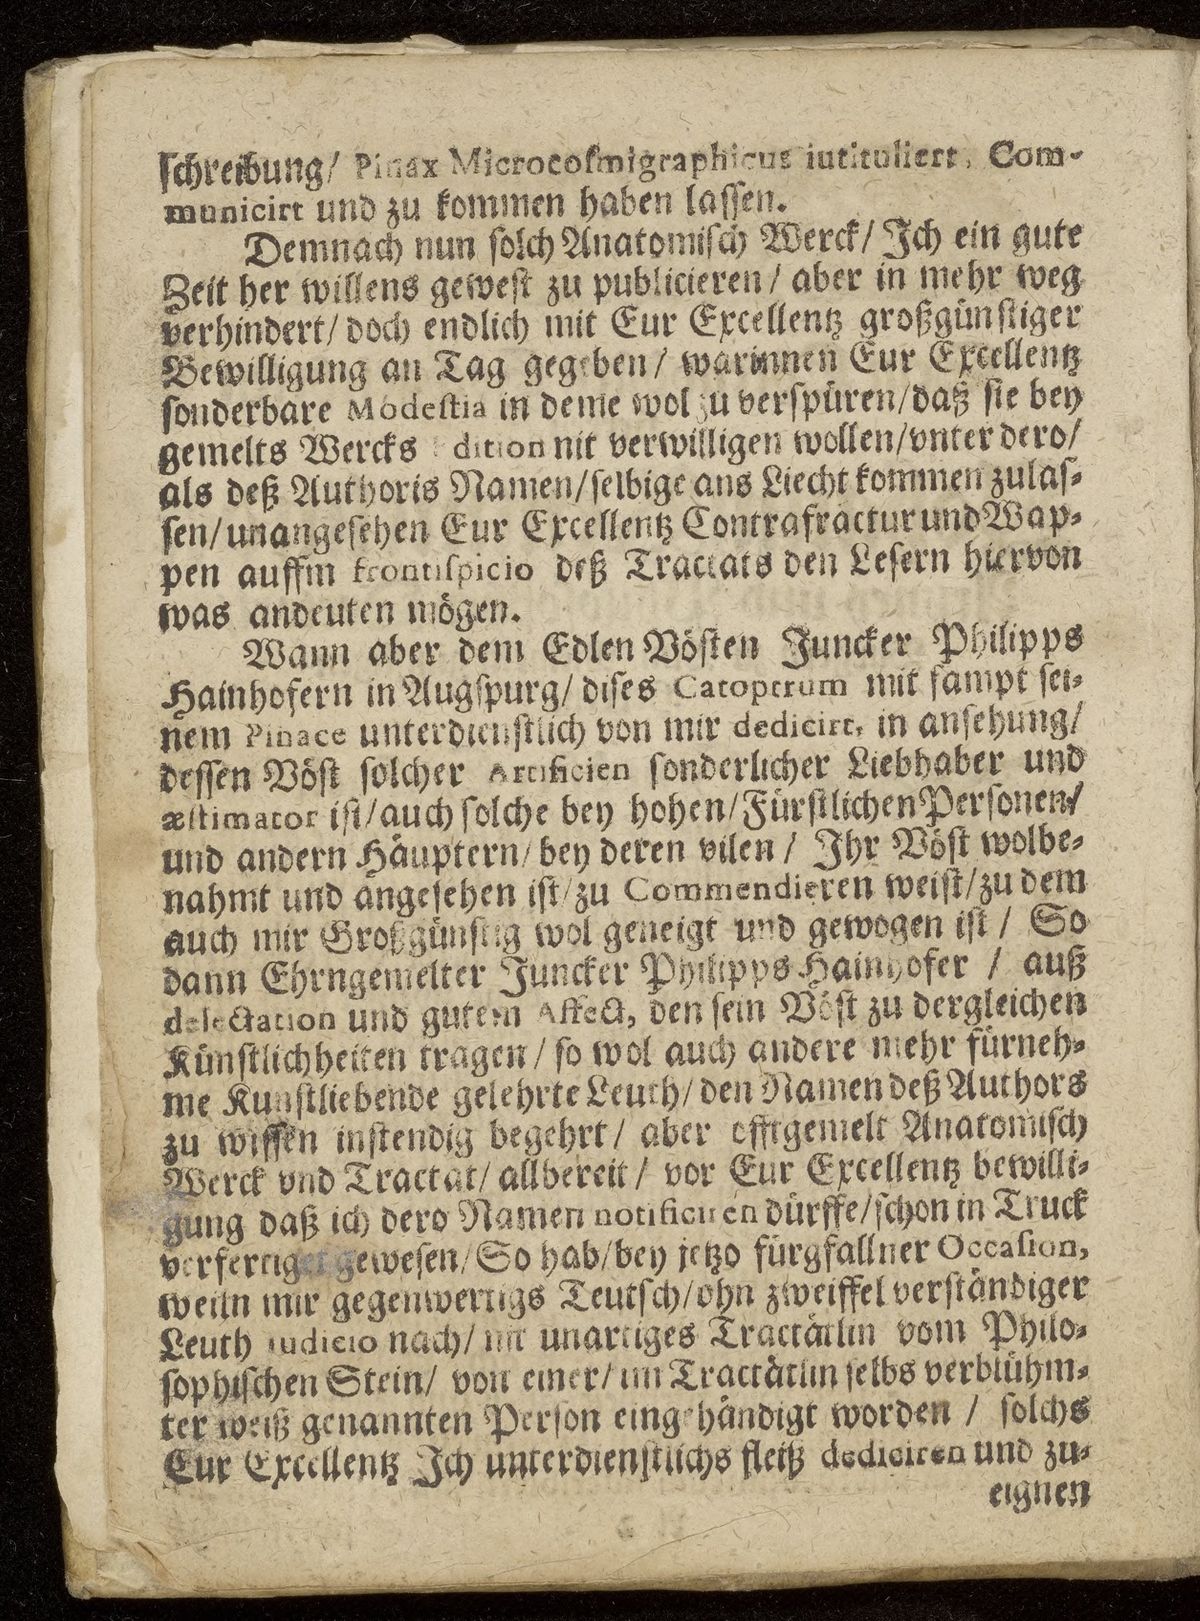 schreibung/ Pinax Microcosmigraphicus iutituliert, Com-
municirt und zu kommen haben lassen.
Demnach nun solch Anatomisch Werck/ Ich ein gute
Zeit her willens gewest zu publicieren/ aber in mehr weg
verhindert/ doch endlich mit Eur Excellentz großgünstiger
Bewilligung an Tag gegeben/ warinnen Eur Excellentz
sonderbare Modestia in deme wol zu verspüren/daß sie bey
gemelts Wercks Edition nit verwilligen wollen/vnter dero/
als deß Authoris Namen/selbige ans Liecht kommen zulas-
sen/unangesehen Eur Excellentz Contrafractur und Wap-
pen auffm frontispicio deß Tractats den Lesern hiervon
was andeuten mögen.
Wann aber dem Edlen Vösten Juncker Philipps
Hainhofern in Augspurg/ dises Catoptrum mit sampt sei-
nem Pinace unterdienstlich von mir dedicirt, in ansehung/
dessen Vöst solcher Artificien sonderlicher Liebhaber und
æstimator ist/auch solche bey hohen/Fürstlichen Personen/
und andern Häuptern/bey deren vilen/ Ihr Vöst wolbe-
nahmt und angesehen ist/zu Commendieren weist/zu dem
auch mir Großgünstig wol geneigt und gewogen ist/ So
dann Ehrngemelter Juncker Philipps Hainhofer/ auß
delectation und gutem Affect, den sein Vöst zu dergleichen
Künstlichheiten tragen/ so wol auch andere mehr fürneh-
me Kunstliebende gelehrte Leuth/den Namen deß Authors
zu wissen instendig begehrt/ aber offtgemelt Anatomisch
Werck vnd Tractat/ allbereit/ vor Eur Excellentz bewilli-
gung daß ich dero Namen notificiren dürffe/schon in Truck
verfertiget gewesen/So hab/bey jetzo fürgfallner Occasion,
weiln mir gegenwertigs Teutsch/ohn zweiffel verständiger
Leuth iudicio nach/ nit unartiges Tractätlin vom Philo-
sophischen Stein/ von einer/im Tractätlin selbs verblühm-
ter weiß genannten Person eingehändigt worden/ solchs
Eur Excellentz Ich unterdienstlichs fleiß dediciren und zu-
eignen